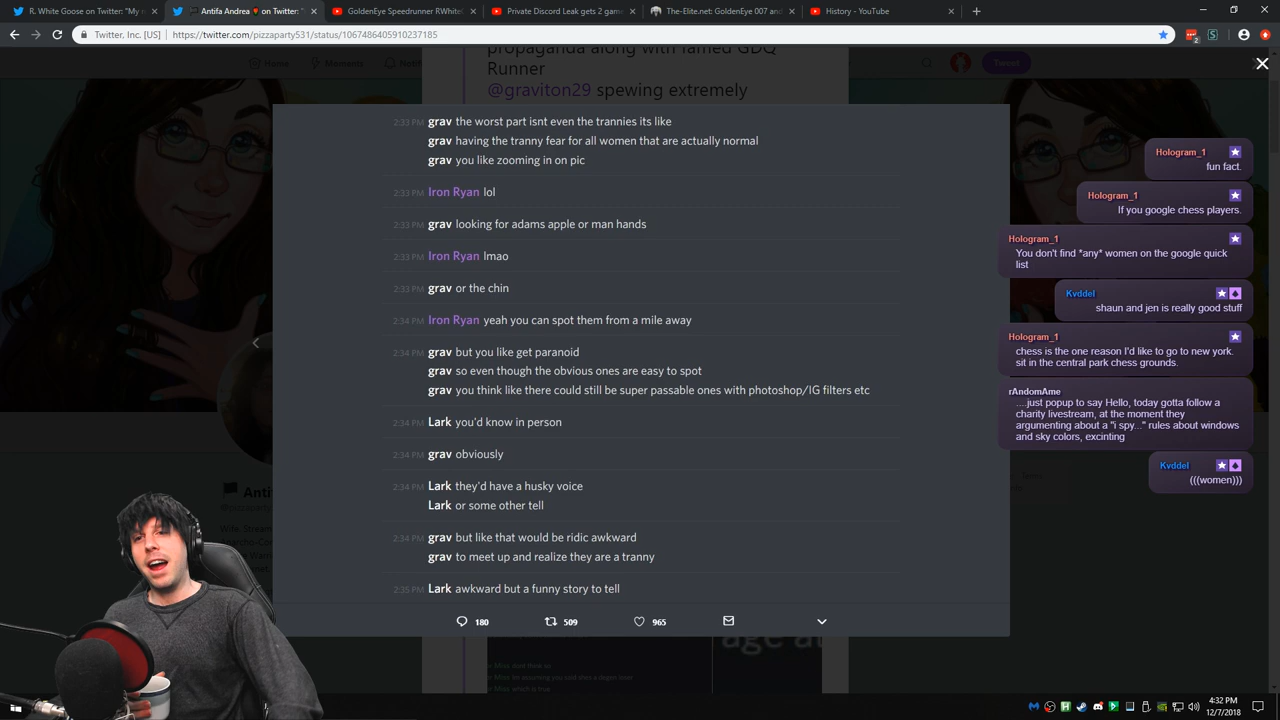 R. White Goose on Twitter: "My n
Antifa Andrea on Twitter: "
GoldenEye Speedrunner RWhiteG
Private Discord Leak gets 2 game
The-Elite.net: GoldenEye 007 and
History - YouTube
Twitter, Inc. [US]
https://twitter.com/pizzaparty531/status/1067486405910237185
Home
Moments
Notifi
Tweet
propaganda along with famed GDQ
Runner
@graviton29 spewing extremely
2:33 PM grav the worst part isnt even the trannies its like
grav having the tranny fear for all women that are actually normal
grav you like zooming in on pic
2:33 PM Iron Ryan lol
2:33 PM grav looking for adams apple or man hands
2:33 PM Iron Ryan lmao
2:33 PM grav or the chin
2:34 PM Iron Ryan yeah you can spot them from a mile away
2:34 PM grav but you like get paranoid
grav so even though the obvious ones are easy to spot
grav you think like there could still be super passable ones with photoshop/IG filters etc
2:34 PM Lark you'd know in person
2:34 PM grav obviously
2:34 PM Lark they'd have a husky voice
Lark or some other tell
2:34 PM grav but like that would be ridic awkward
grav to meet up and realize they are a tranny
2:35 PM Lark awkward but a funny story to tell
180
509
965
Hologram_1
fun fact.
Hologram_1
If you google chess players.
Hologram_1
You don't find *any* women on the google quick
list
Kvddel
shaun and jen is really good stuff
Hologram_1
chess is the one reason I'd like to go to new york.
sit in the central park chess grounds.
rAndomAme
....just popup to say Hello, today gotta follow a
charity livestream, at the moment they
argumenting about a "i spy..." rules about windows
and sky colors, excinting
Kvddel
(((women)))
Antifa
4:32 PM
12/7/2018